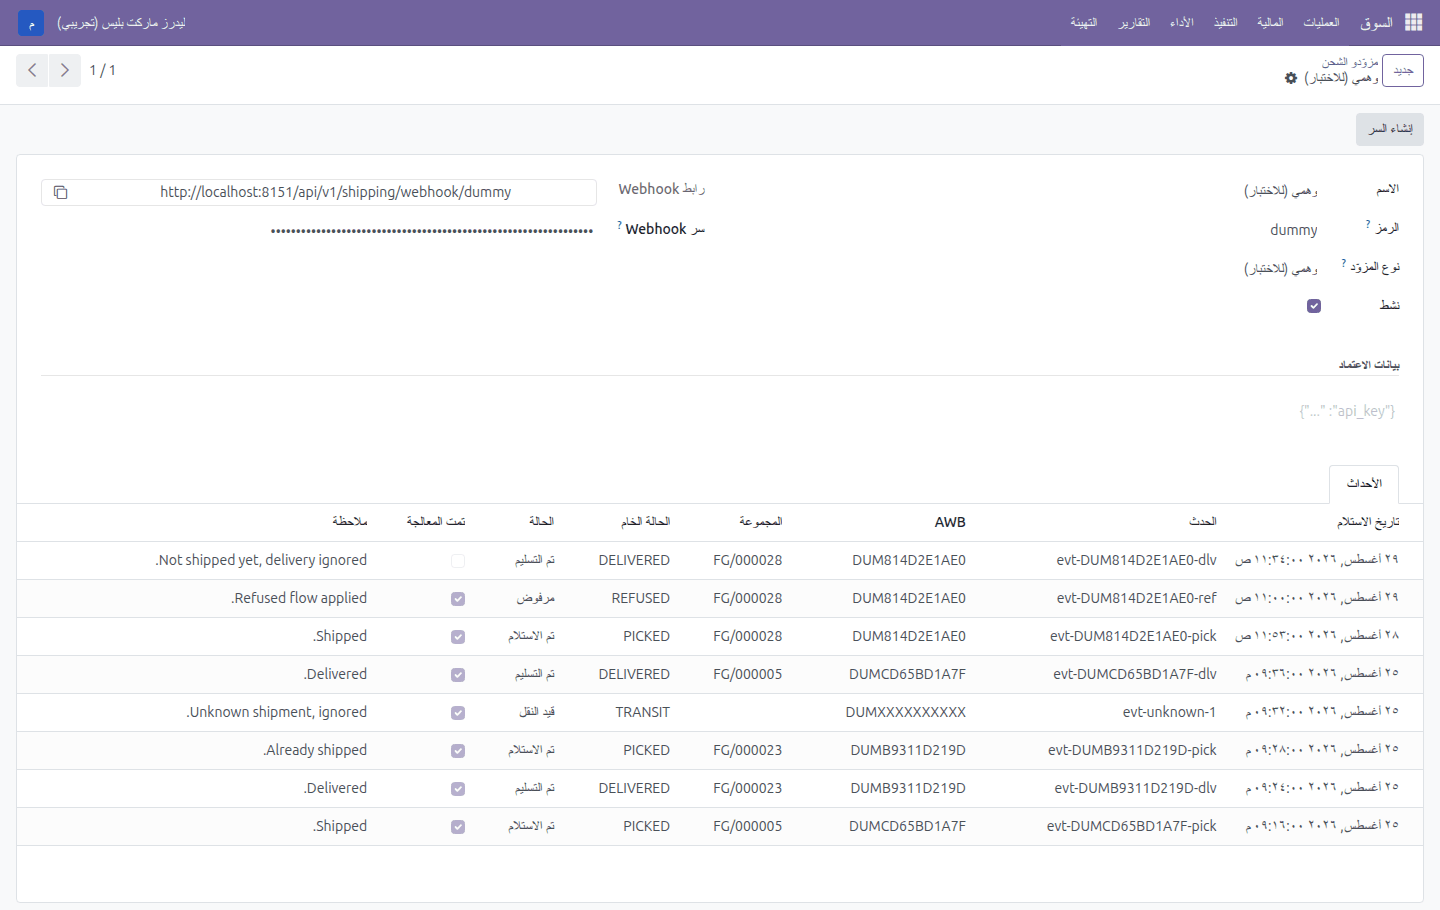 السوق العمليات المالية التنفيذ الأداء التقارير التهيئة ليدرز ماركت بليس (تجريبي) م
جديد مزوّدو الشحن 1 / 1
وهمي (للاختبار)
إنشاء السر
الاسم وهمي (للاختبار) رابط Webhook http://localhost:8151/api/v1/shipping/webhook/dummy
الرمز ? dummy سر Webhook ? ••••••••••••••••••••••••••••••••••••••••••••••••••••••••••••••••
نوع المزوّد ? وهمي (للاختبار)
نشط
بيانات الاعتماد
{"api_key": "..."}
الأحداث
تاريخ الاستلام الحدث AWB المجموعة الحالة الخام الحالة تمت المعالجة ملاحظة
٢٩ أغسطس, ٢٠٢٦ ١١:٣٤:٠٠ ص evt-DUM814D2E1AE0-dlv DUM814D2E1AE0 FG/000028 DELIVERED تم التسليم Not shipped yet, delivery ignored.
٢٩ أغسطس, ٢٠٢٦ ١١:٠٠:٠٠ ص evt-DUM814D2E1AE0-ref DUM814D2E1AE0 FG/000028 REFUSED مرفوض Refused flow applied.
٢٨ أغسطس, ٢٠٢٦ ١١:٥٣:٠٠ ص evt-DUM814D2E1AE0-pick DUM814D2E1AE0 FG/000028 PICKED تم الاستلام Shipped.
٢٥ أغسطس, ٢٠٢٦ ٠٩:٣٦:٠٠ م evt-DUMCD65BD1A7F-dlv DUMCD65BD1A7F FG/000005 DELIVERED تم التسليم Delivered.
٢٥ أغسطس, ٢٠٢٦ ٠٩:٣٢:٠٠ م evt-unknown-1 DUMXXXXXXXXXX TRANSIT قيد النقل Unknown shipment, ignored.
٢٥ أغسطس, ٢٠٢٦ ٠٩:٢٨:٠٠ م evt-DUMB9311D219D-pick DUMB9311D219D FG/000023 PICKED تم الاستلام Already shipped.
٢٥ أغسطس, ٢٠٢٦ ٠٩:٢٤:٠٠ م evt-DUMB9311D219D-dlv DUMB9311D219D FG/000023 DELIVERED تم التسليم Delivered.
٢٥ أغسطس, ٢٠٢٦ ٠٩:١٦:٠٠ م evt-DUMCD65BD1A7F-pick DUMCD65BD1A7F FG/000005 PICKED تم الاستلام Shipped.